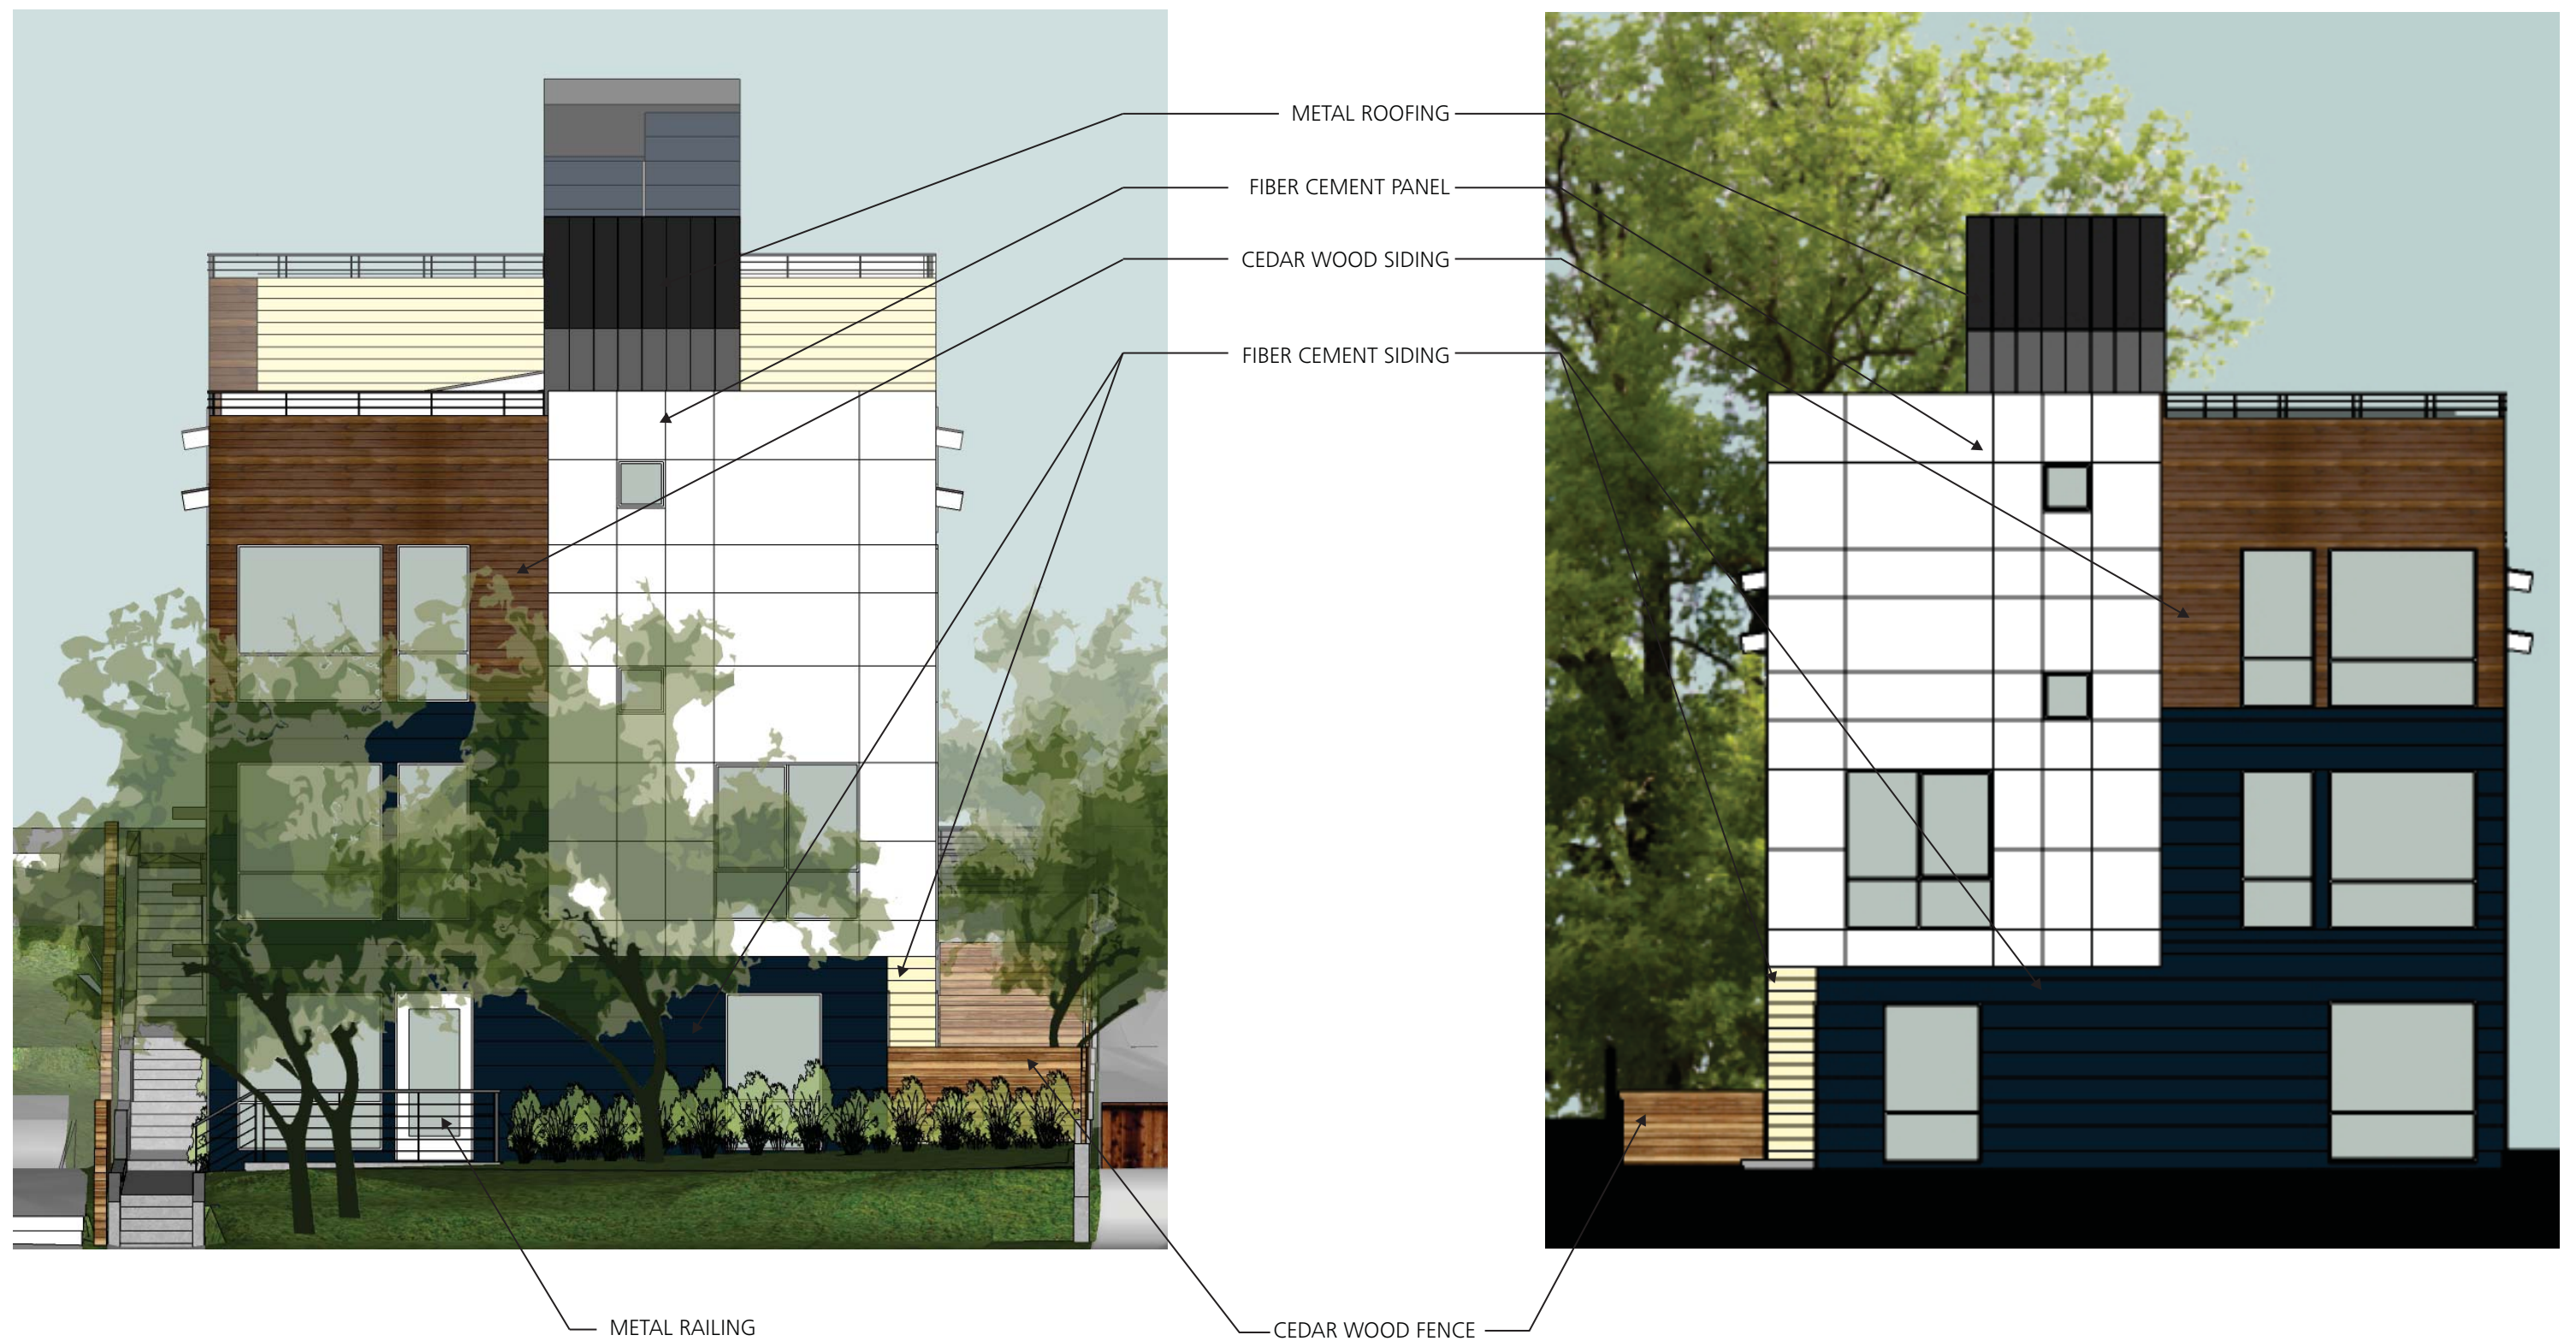 METAL ROOFING
FIBER CEMENT PANEL
CEDAR WOOD SIDING
FIBER CEMENT SIDING
METAL RAILING
CEDAR WOOD FENCE